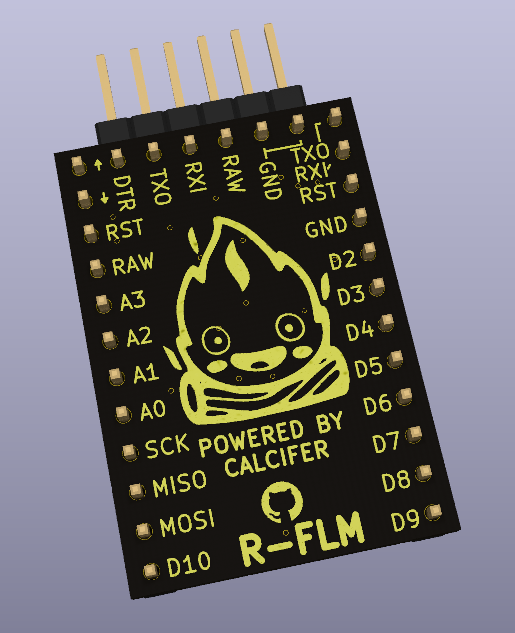 DTR TXO RXI RAW GND
TXO
RXI
RST
RST
GND
RAW
D2
A3
D3
A2
D4
A1
D5
A0
D6
SCK
D7
MISO
D8
MOSI
D9
D10
POWERED BY
CALCIFER
R-FLM